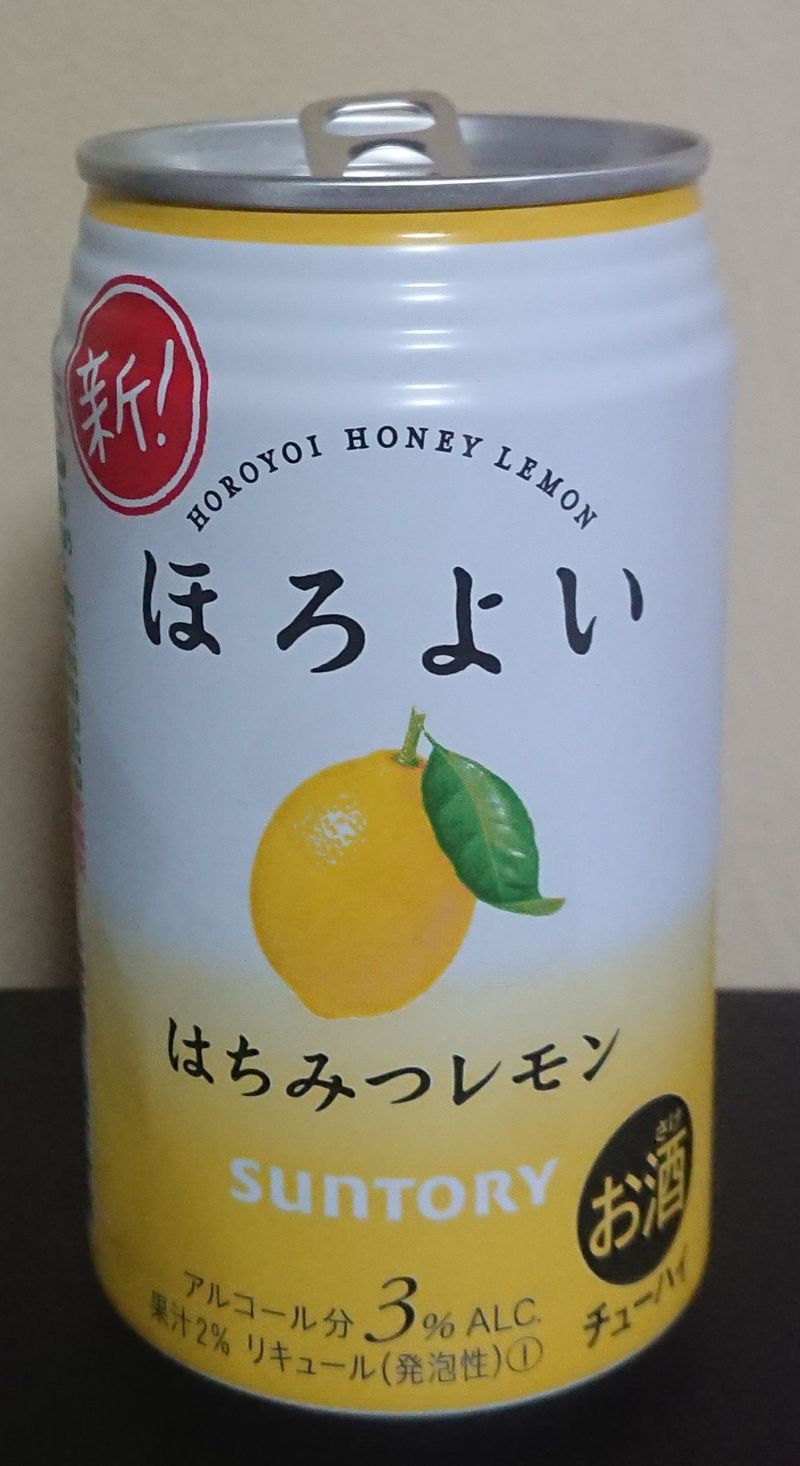 新!
HOROYOI HONEY LEMON
ほろよい
はちみつレモン
SUNTORY
さけ
お酒
チューハイ
アルコール分 3% ALC.
果汁2% リキュール(発泡性)①